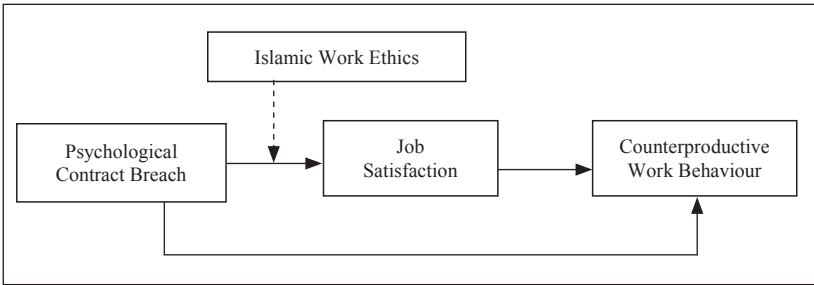 Islamic Work Ethics
Psychological
Contract Breach
Job
Satisfaction
Counterproductive
Work Behaviour